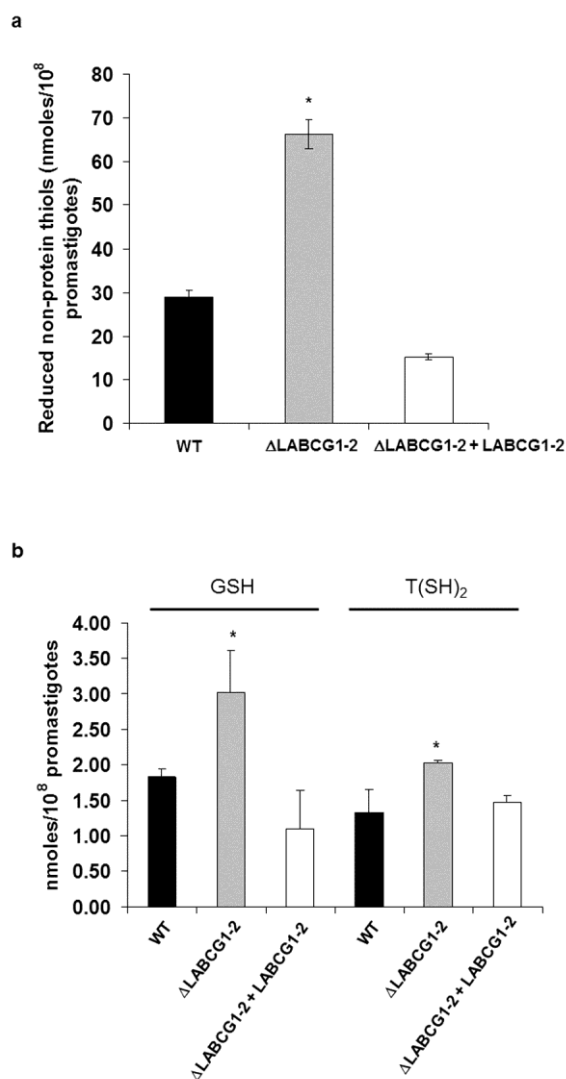 a
Reduced non-protein thiols (nmoles/10⁸
promastigotes)
80
70
60
50
40
30
20
10
0
*
WT
ΔLABCG1-2
ΔLABCG1-2 + LABCG1-2
b
GSH
T(SH)₂
nmoles/10⁸ promastigotes
4.00
3.50
3.00
2.50
2.00
1.50
1.00
0.50
0.00
*
*
WT
ΔLABCG1-2
ΔLABCG1-2 + LABCG1-2
WT
ΔLABCG1-2
ΔLABCG1-2 + LABCG1-2